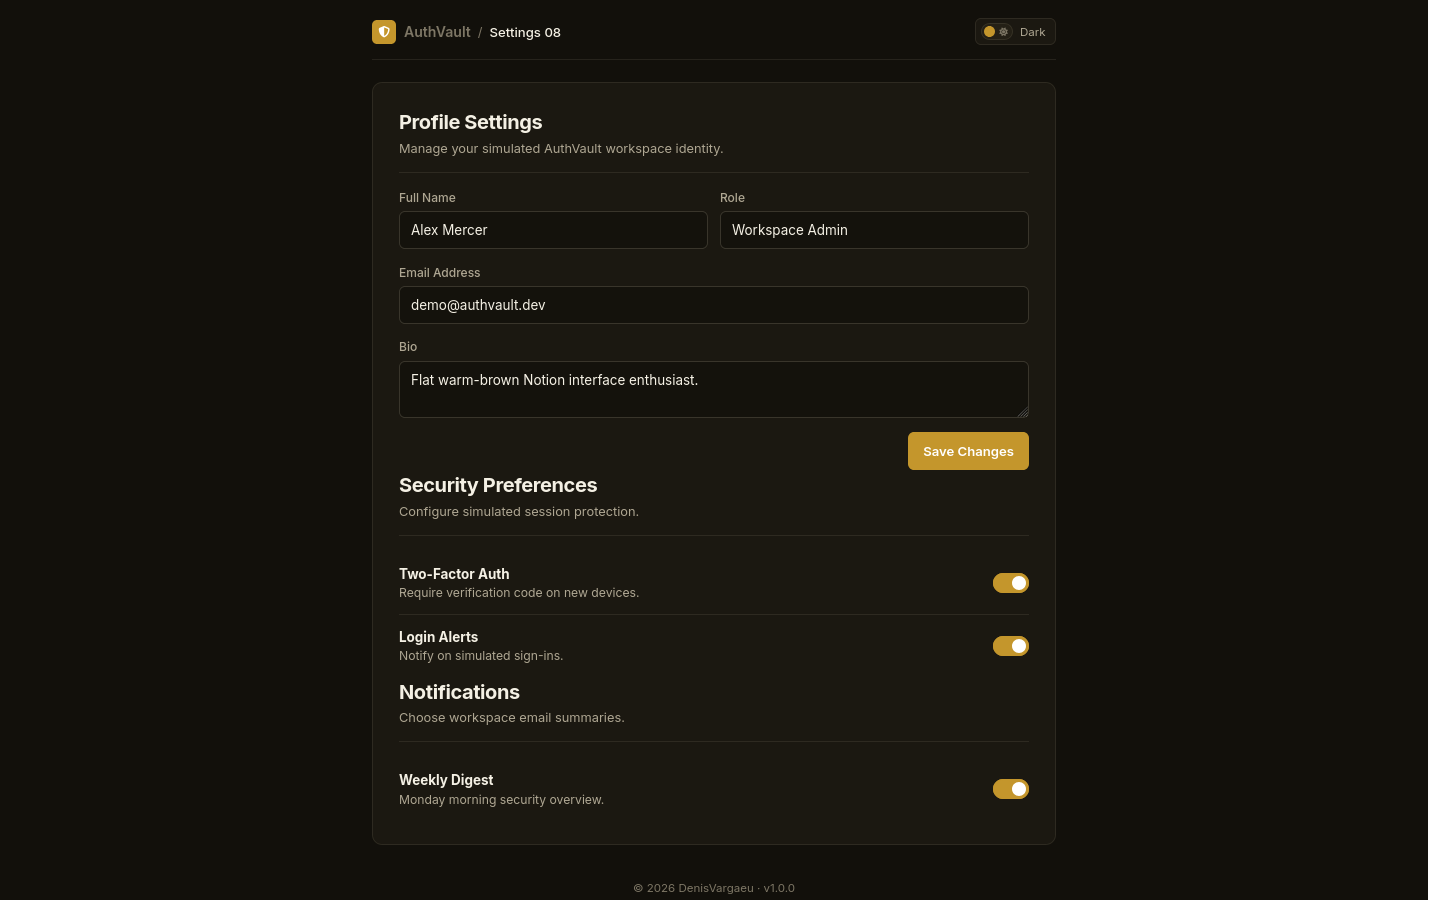 AuthVault / Settings 08
Dark
Profile Settings
Manage your simulated AuthVault workspace identity.
Full Name
Role
Alex Mercer
Workspace Admin
Email Address
demo@authvault.dev
Bio
Flat warm-brown Notion interface enthusiast.
Save Changes
Security Preferences
Configure simulated session protection.
Two-Factor Auth
Require verification code on new devices.
Login Alerts
Notify on simulated sign-ins.
Notifications
Choose workspace email summaries.
Weekly Digest
Monday morning security overview.
© 2026 DenisVargaeu · v1.0.0